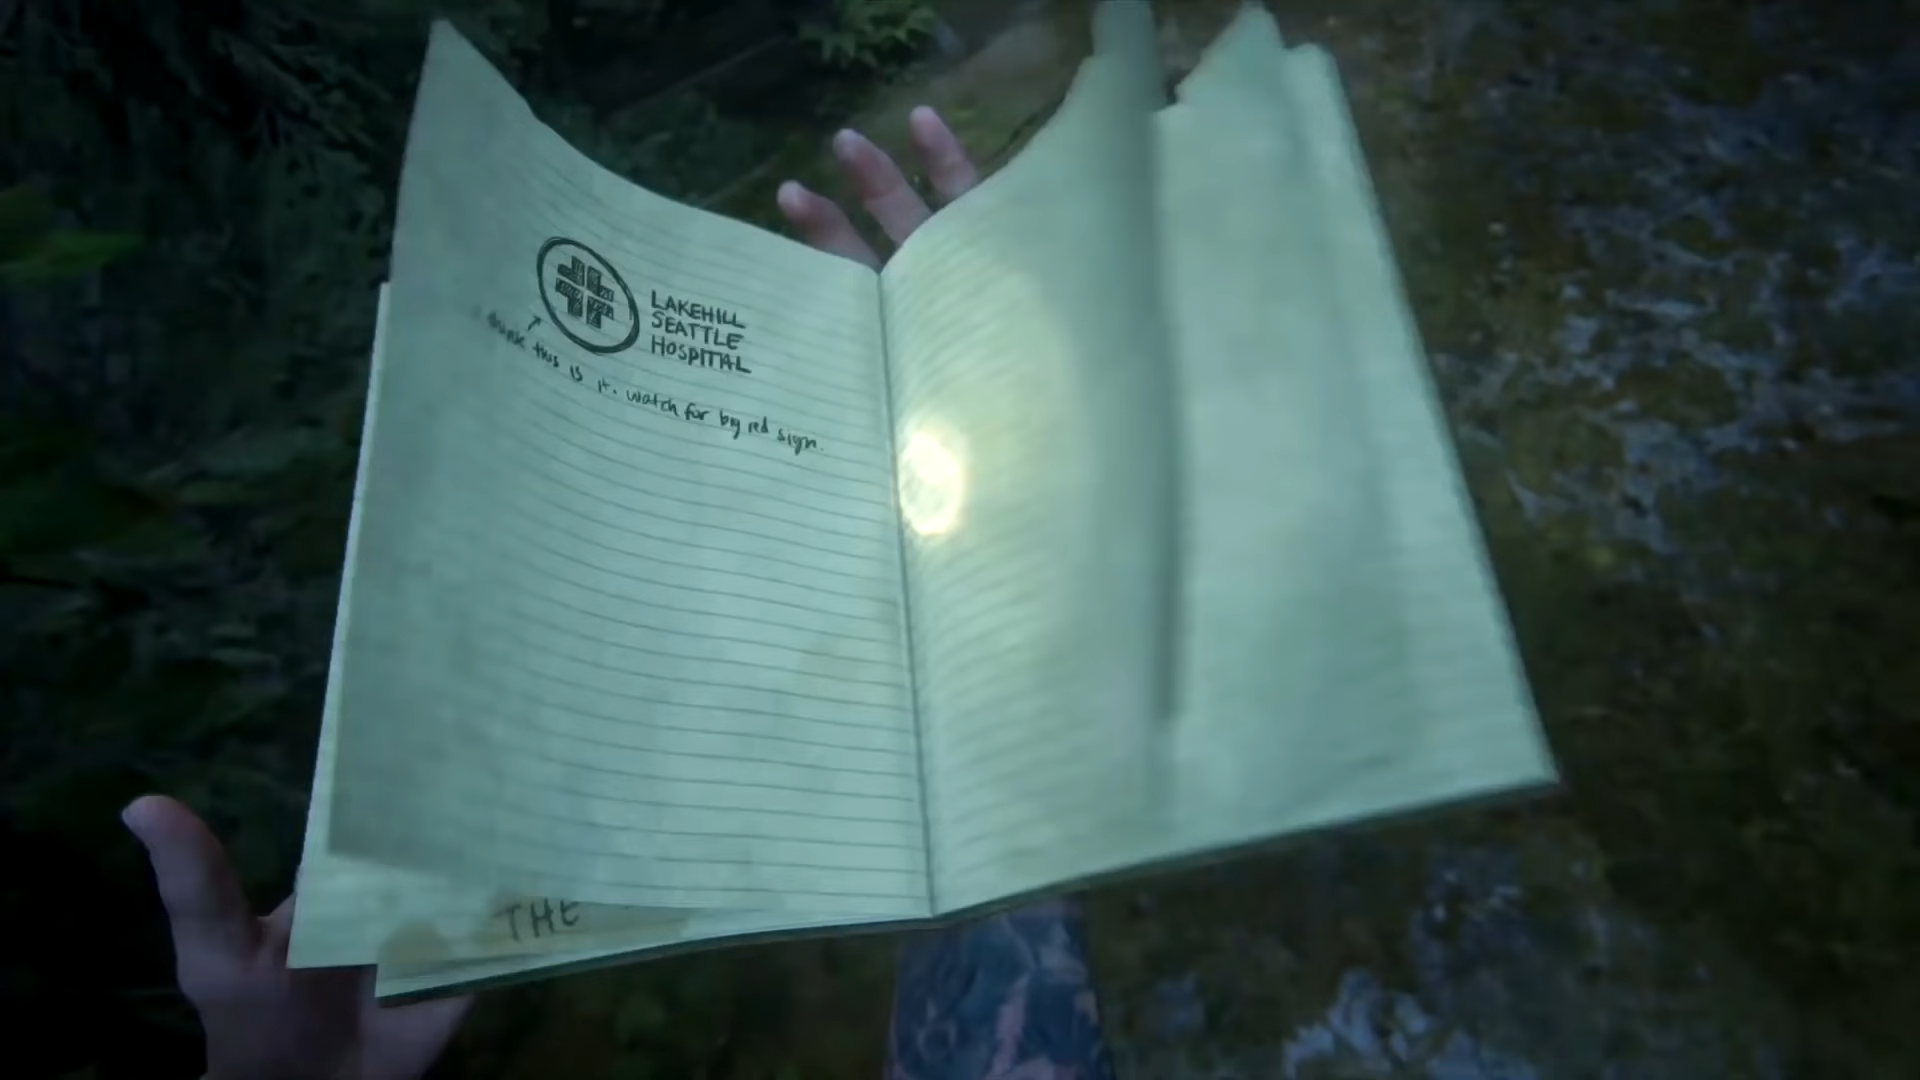 LAKEHILL
SEATTLE
HOSPITAL
I think this is it. watch for big red sign.
THE